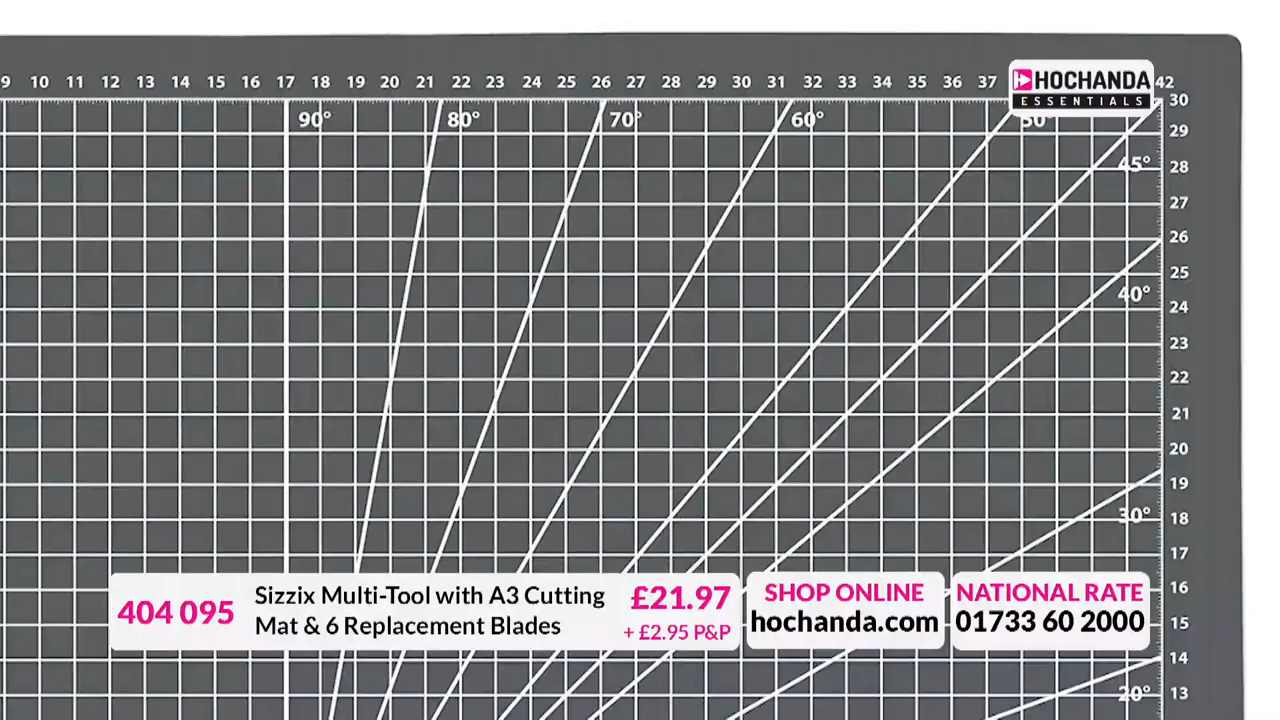 9 10 11 12 13 14 15 16 17 18 19 20 21 22 23 24 25 26 27 28 29 30 31 32 33 34 35 36 37 42
HOCHANDA
ESSENTIALS
90° 80° 70° 60° 50°
30
29
45°
28
27
26
25
40°
24
23
22
21
20
19
30°
18
17
16
15
14
20°
13
404 095
Sizzix Multi-Tool with A3 Cutting
Mat & 6 Replacement Blades
£21.97
+ £2.95 P&P
SHOP ONLINE
hochanda.com
NATIONAL RATE
01733 60 2000